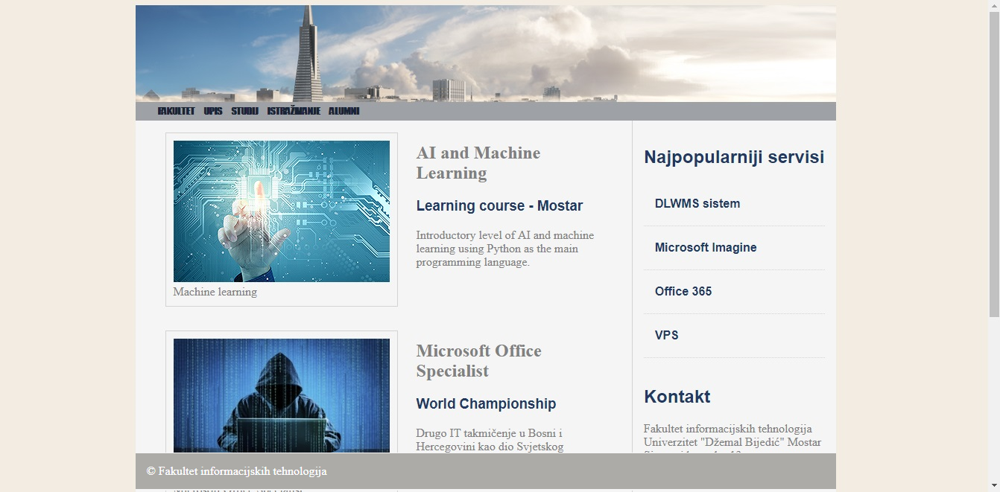 FAKULTET UPIS STUDIJ ISTRAŽIVANJE ALUMNI
AI and Machine
Learning
Learning course - Mostar
Introductory level of AI and machine
learning using Python as the main
programming language.
Machine learning
Microsoft Office
Specialist
World Championship
Drugo IT takmičenje u Bosni i
Hercegovini kao dio Svjetskog
Najpopularniji servisi
DLWMS sistem
Microsoft Imagine
Office 365
VPS
Kontakt
Fakultet informacijskih tehnologija
Univerzitet "Džemal Bijedić" Mostar
© Fakultet informacijskih tehnologija